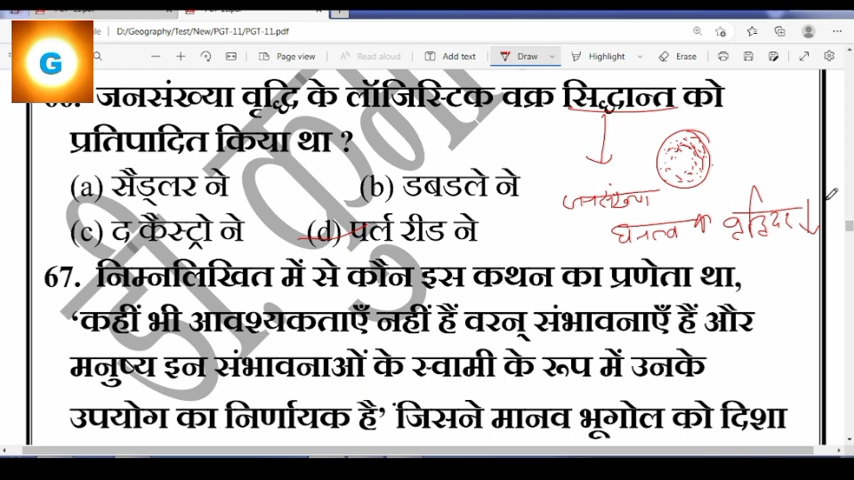 D:/Geography/Test/New/PGT-11/PGT-11.pdf
Page view
Read aloud
Add text
Draw
Highlight
Erase
G
जनसंख्या वृद्धि के लॉजिस्टिक वक्र सिद्धान्त को
प्रतिपादित किया था ?
(a) सैड्लर ने (b) डबडले ने
(c) द कैस्ट्रो ने (d) पर्ल रीड ने
जनसंख्या
घनत्व
वृद्धिदर
67. निम्नलिखित में से कौन इस कथन का प्रणेता था,
‘कहीं भी आवश्यकताएँ नहीं हैं वरन् संभावनाएँ हैं और
मनुष्य इन संभावनाओं के स्वामी के रूप में उनके
उपयोग का निर्णायक है’ जिसने मानव भूगोल को दिशा